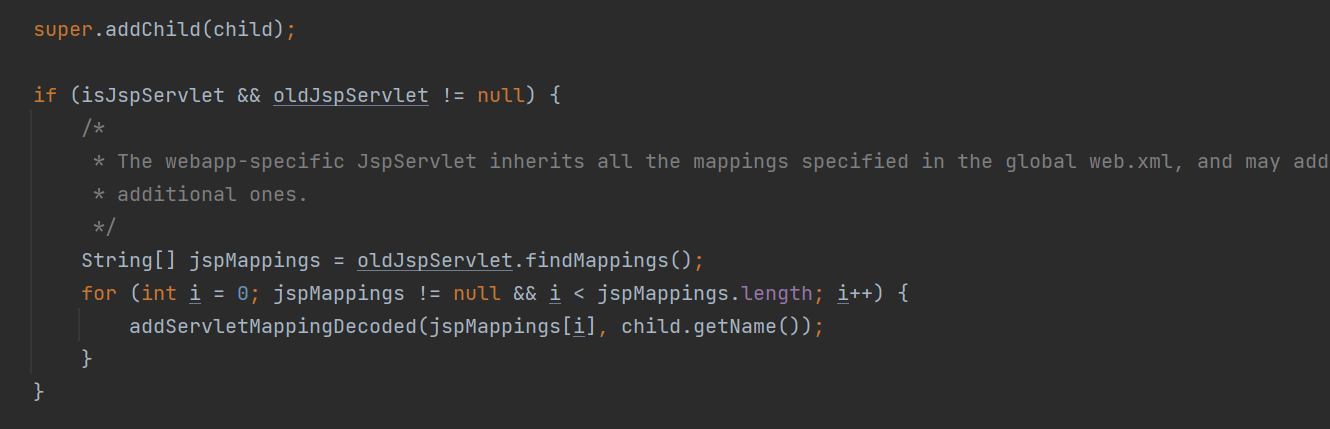 super.addChild(child);
if (isJspServlet && oldJspServlet != null) {
/*
* The webapp-specific JspServlet inherits all the mappings specified in the global web.xml, and may add
* additional ones.
*/
String[] jspMappings = oldJspServlet.findMappings();
for (int i = 0; jspMappings != null && i < jspMappings.length; i++) {
addServletMappingDecoded(jspMappings[i], child.getName());
}
}